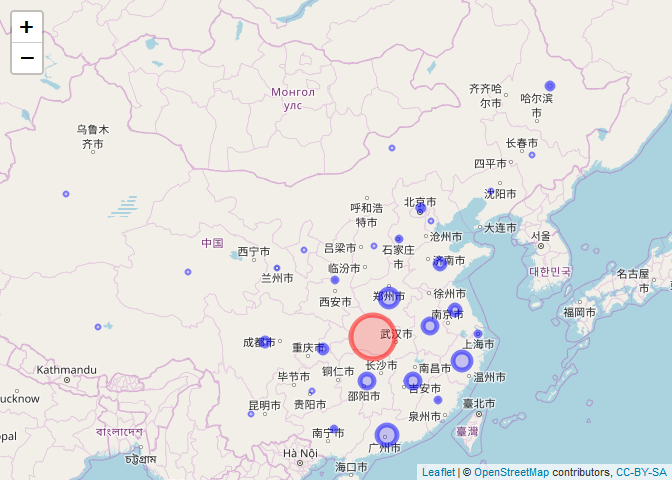 +
−
Монгол
улс
齐齐哈
尔市
哈尔滨
市
乌鲁木
齐市
长春市
四平市
沈阳市
呼和浩
特市
北京市
中国
西宁市
吕梁市
石家庄
市
沧州市
大连市
서울
대한민국
兰州市
临汾市
济南市
名古屋
市
西安市
郑州市
徐州市
南京市
福岡市
成都市
重庆市
武汉市
上海市
Kathmandu
毕节市
铜仁市
长沙市
南昌市
温州市
ucknow
昆明市
贵阳市
邵阳市
吉安市
泉州市
臺北市
opal
বাংলাদেশ
南宁市
广州市
臺灣
চট্টগ্রাম
Hà Nội
海口市
Leaflet | © OpenStreetMap contributors, CC-BY-SA